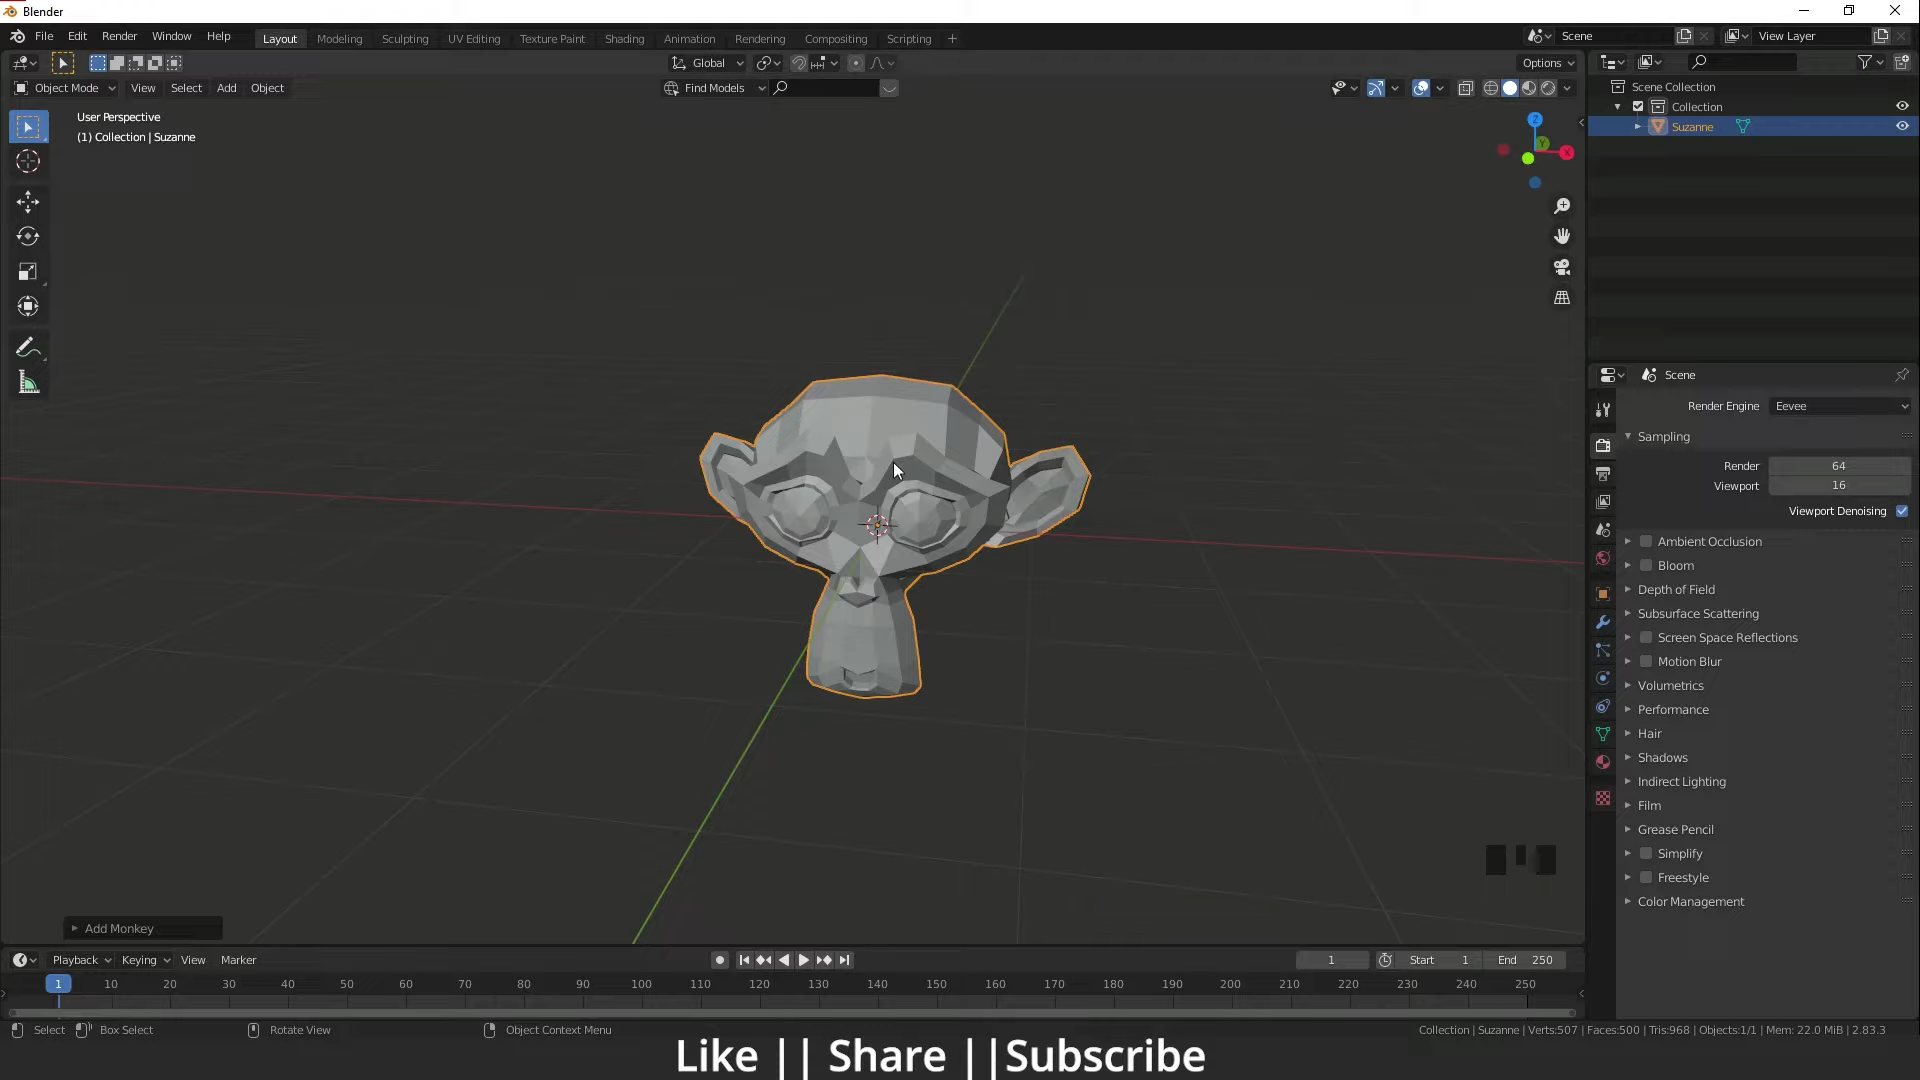 Blender
File Edit Render Window Help Layout Modeling Sculpting UV Editing Texture Paint Shading Animation Rendering Compositing Scripting + Scene View Layer
Global Options
Object Mode View Select Add Object Find Models
User Perspective
(1) Collection | Suzanne
Z
Y
X
Scene Collection
Collection
Suzanne
Scene
Render Engine Eevee
Sampling
Render 64
Viewport 16
Viewport Denoising
Ambient Occlusion
Bloom
Depth of Field
Subsurface Scattering
Screen Space Reflections
Motion Blur
Volumetrics
Performance
Hair
Shadows
Indirect Lighting
Film
Grease Pencil
Simplify
Freestyle
Color Management
Add Monkey
Playback Keying View Marker 1 Start 1 End 250
1 10 20 30 40 50 60 70 80 90 100 110 120 130 140 150 160 170 180 190 200 210 220 230 240 250
Select Box Select Rotate View Object Context Menu Collection | Suzanne | Verts:507 | Faces:500 | Tris:968 | Objects:1/1 | Mem: 22.0 MiB | 2.83.3
Like || Share ||Subscribe